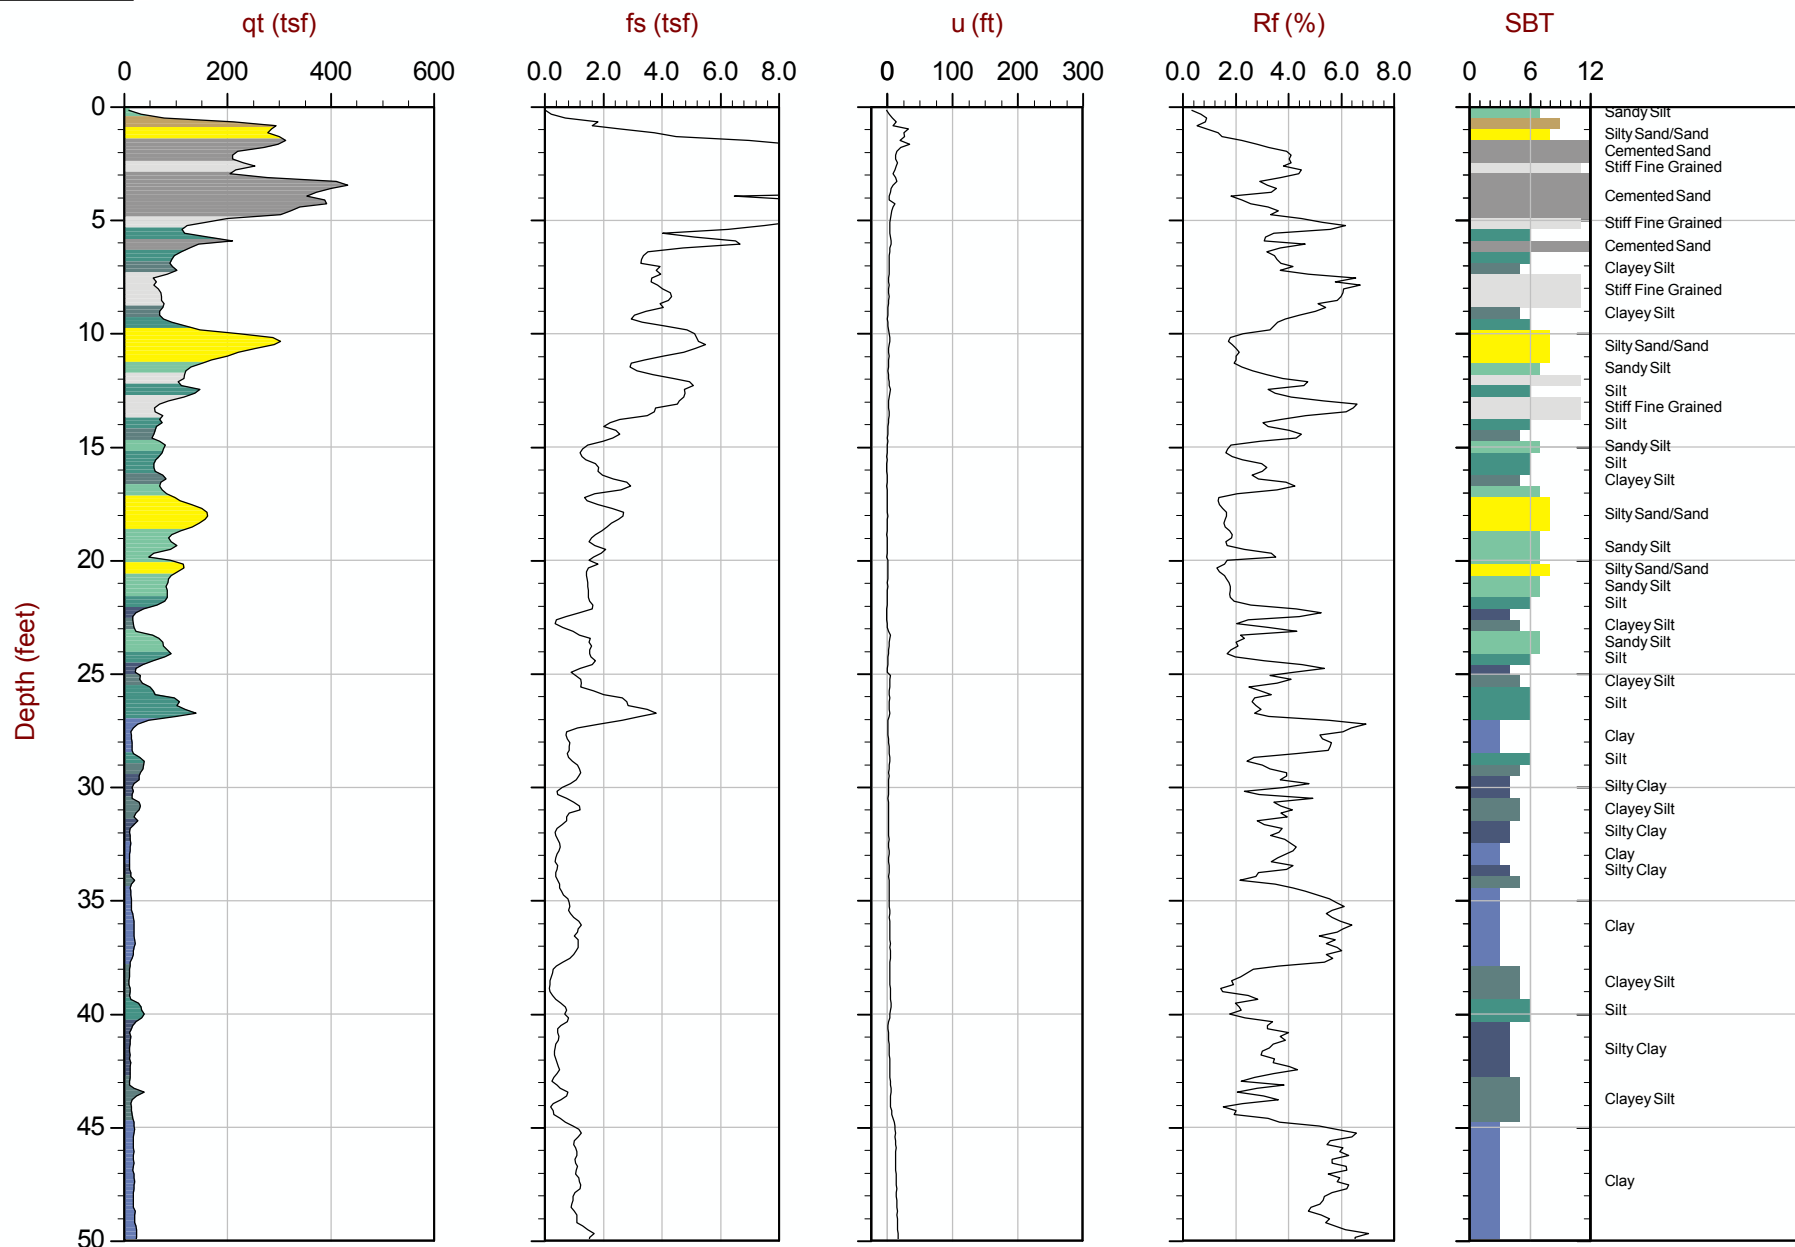 qt (tsf) fs (tsf) u (ft) Rf (%) SBT
0 200 400 600 0.0 2.0 4.0 6.0 8.0 0 100 200 300 0.0 2.0 4.0 6.0 8.0 0 6 12
0
Sandy Silt
Silty Sand/Sand
Cemented Sand
Stiff Fine Grained
Cemented Sand
5
Stiff Fine Grained
Cemented Sand
Clayey Silt
Stiff Fine Grained
Clayey Silt
10
Silty Sand/Sand
Sandy Silt
Silt
Stiff Fine Grained
Silt
15
Sandy Silt
Silt
Clayey Silt
Silty Sand/Sand
Sandy Silt
20
Silty Sand/Sand
Sandy Silt
Silt
Clayey Silt
Sandy Silt
Silt
25
Clayey Silt
Silt
Depth (feet)
Clay
Silt
30
Silty Clay
Clayey Silt
Silty Clay
Clay
Silty Clay
35
Clay
Clayey Silt
Silt
40
Silty Clay
Clayey Silt
45
Clay
50